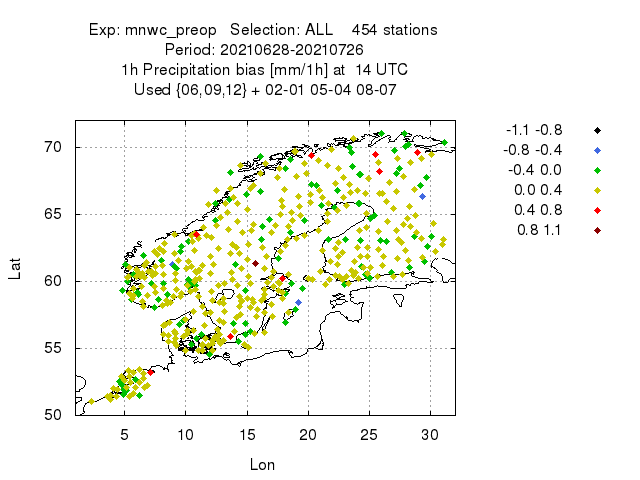 Exp: mnwc_preop   Selection: ALL    454 stations
Period: 20210628-20210726
1h Precipitation bias [mm/1h] at  14 UTC
Used {06,09,12} + 02-01 05-04 08-07
-1.1 -0.8
-0.8 -0.4
-0.4 0.0
0.0 0.4
0.4 0.8
0.8 1.1
70
65
60
55
50
Lat
5 10 15 20 25 30
Lon